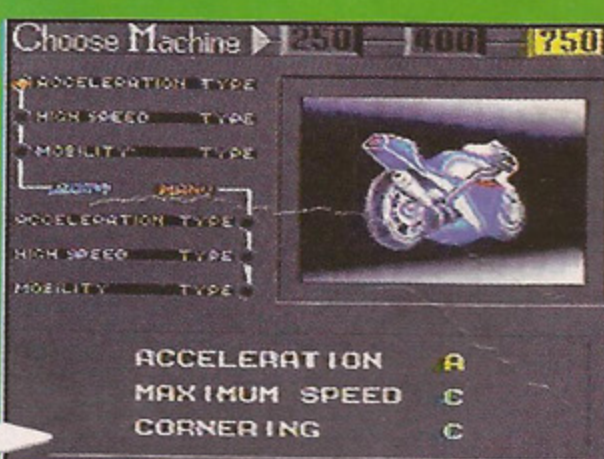 Choose Machine 250 400 750
ACCELERATION TYPE
HIGH SPEED TYPE
MOBILITY TYPE
AUTO MANU
ACCELERATION TYPE
HIGH SPEED TYPE
MOBILITY TYPE
ACCELERATION A
MAXIMUM SPEED C
CORNERING C